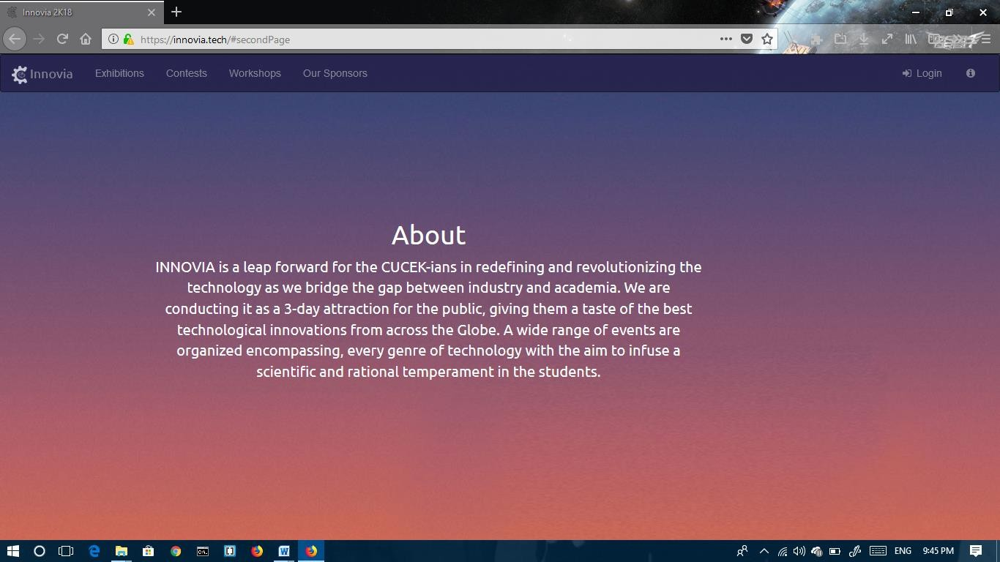 Innovia 2K18
https://innovia.tech/#secondPage
Innovia Exhibitions Contests Workshops Our Sponsors Login
About
INNOVIA is a leap forward for the CUCEK-ians in redefining and revolutionizing the
technology as we bridge the gap between industry and academia. We are
conducting it as a 3-day attraction for the public, giving them a taste of the best
technological innovations from across the Globe. A wide range of events are
organized encompassing, every genre of technology with the aim to infuse a
scientific and rational temperament in the students.
ENG 9:45 PM